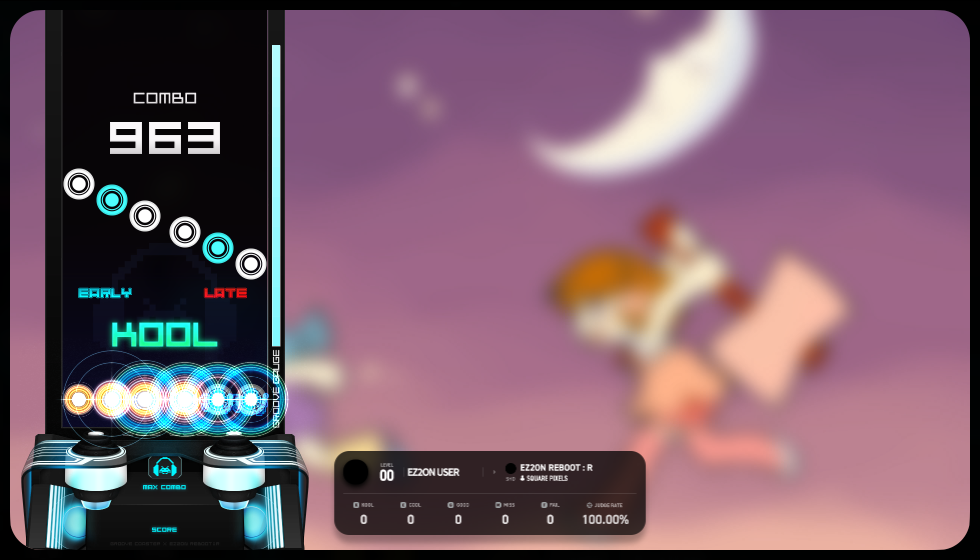 COMBO
963
EARLY LATE
KOOL
GROOVE GAUGE
MAX COMBO
SCORE
LEVEL
00 EZ2ON USER
EZ2ON REBOOT : R
SQUARE PIXELS
KOOL COOL GOOD MISS FAIL JUDGE RATE
0 0 0 0 0 100.00%